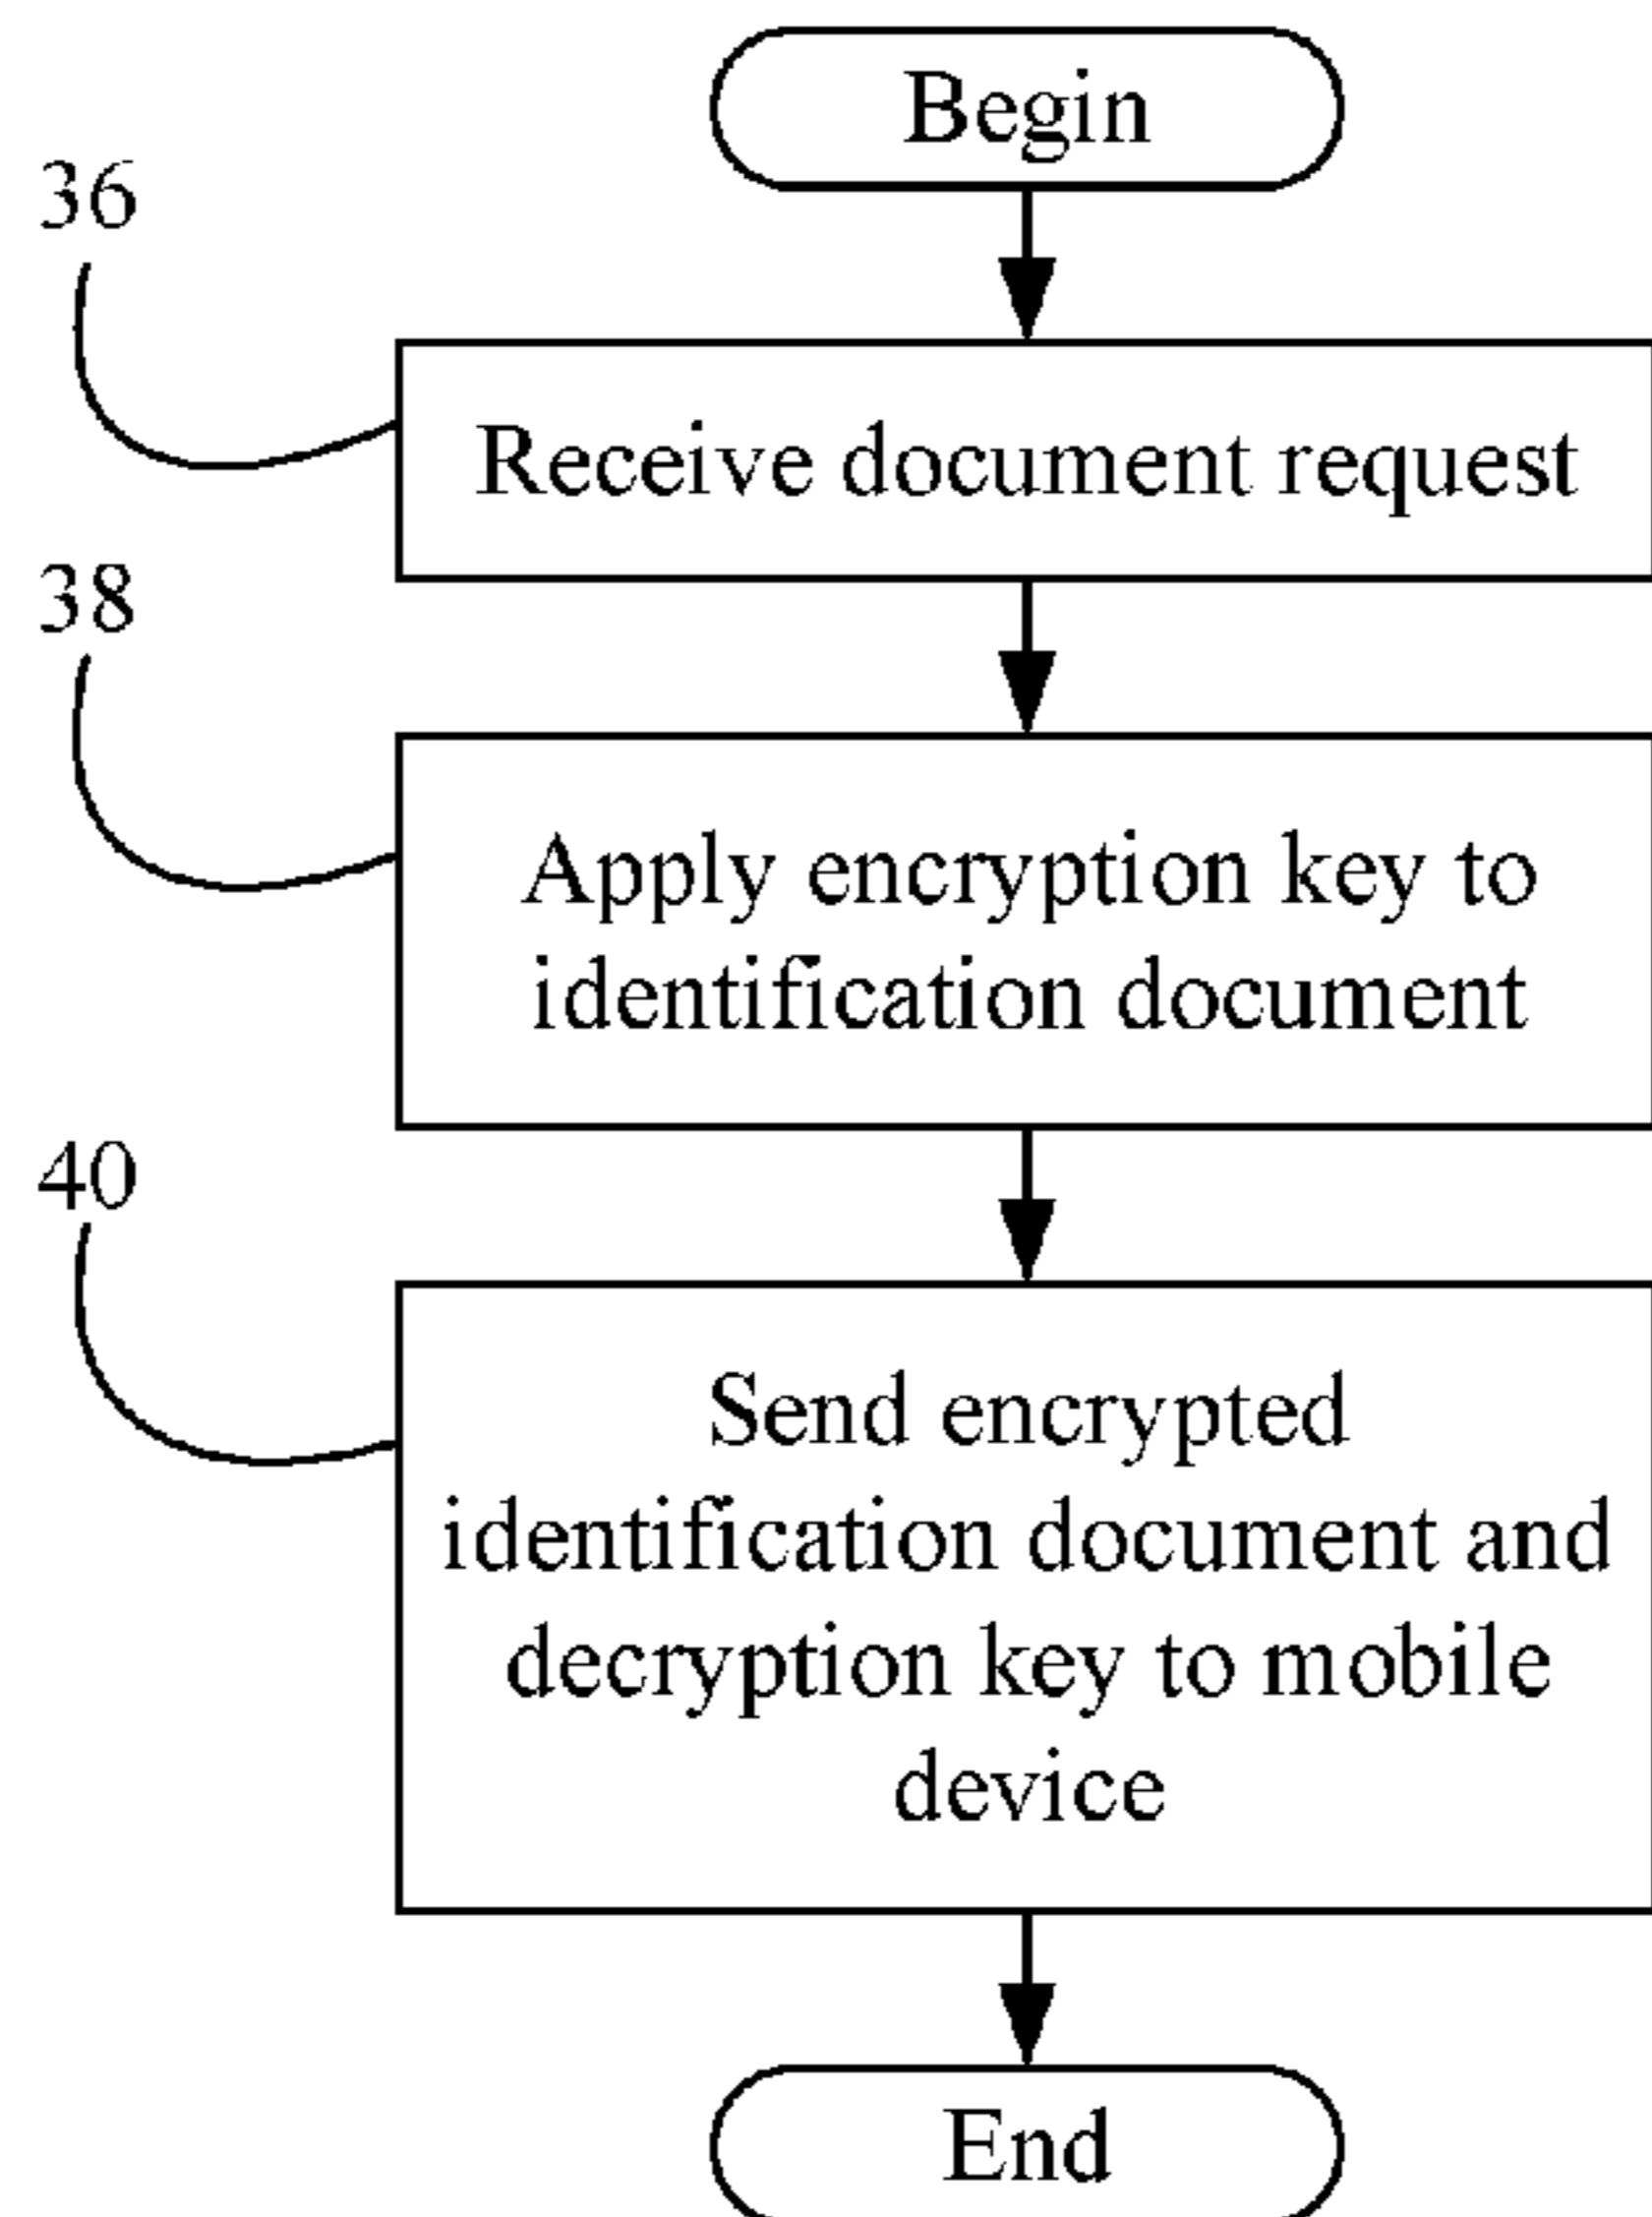 Begin
36
Receive document request
38
Apply encryption key to
identification document
40
Send encrypted
identification document and
decryption key to mobile
device
End